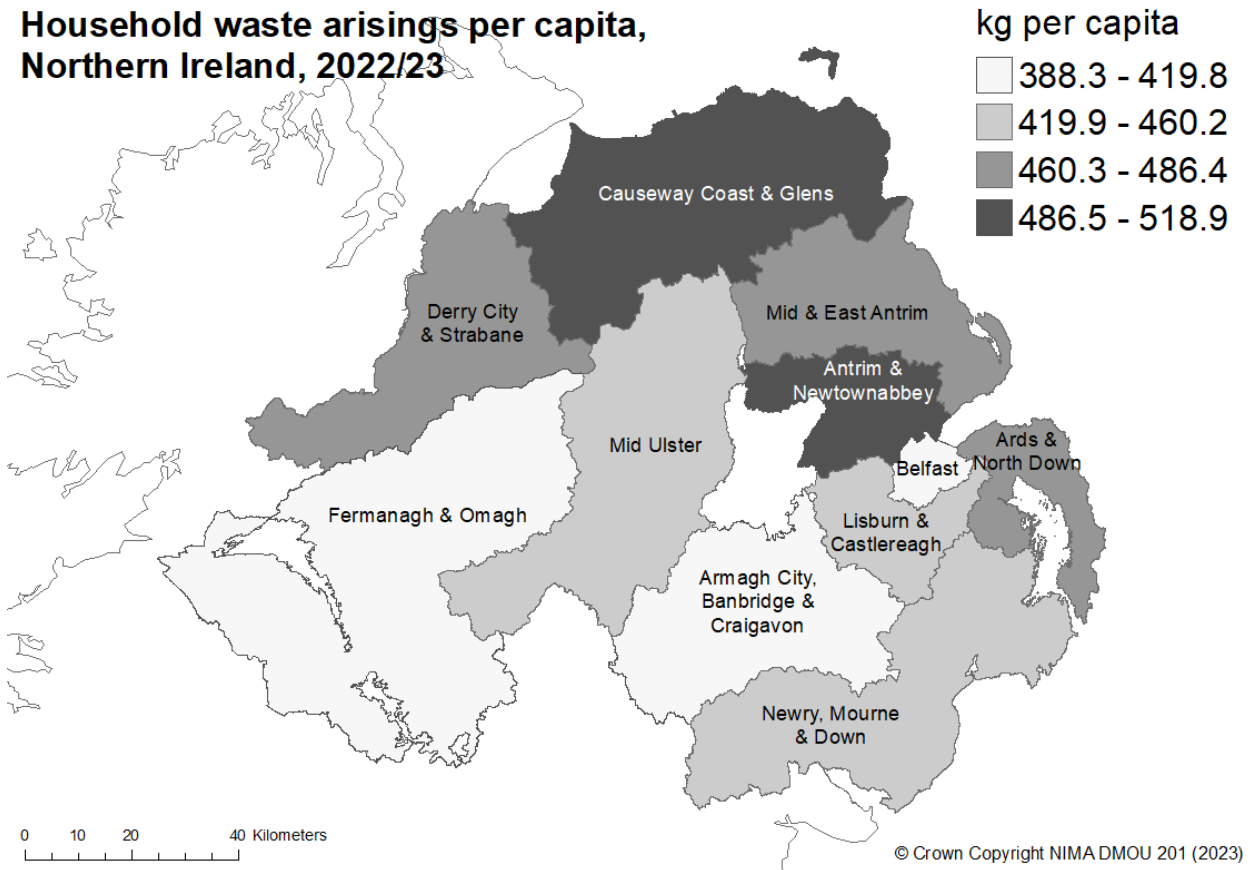 Household waste arisings per capita,
Northern Ireland, 2022/23
kg per capita
388.3 - 419.8
419.9 - 460.2
460.3 - 486.4
486.5 - 518.9
Causeway Coast & Glens
Derry City
& Strabane
Mid & East Antrim
Antrim &
Newtownabbey
Mid Ulster
Belfast
Ards &
North Down
Fermanagh & Omagh
Lisburn &
Castlereagh
Armagh City,
Banbridge &
Craigavon
Newry, Mourne
& Down
0 10 20 40 Kilometers
© Crown Copyright NIMA DMOU 201 (2023)